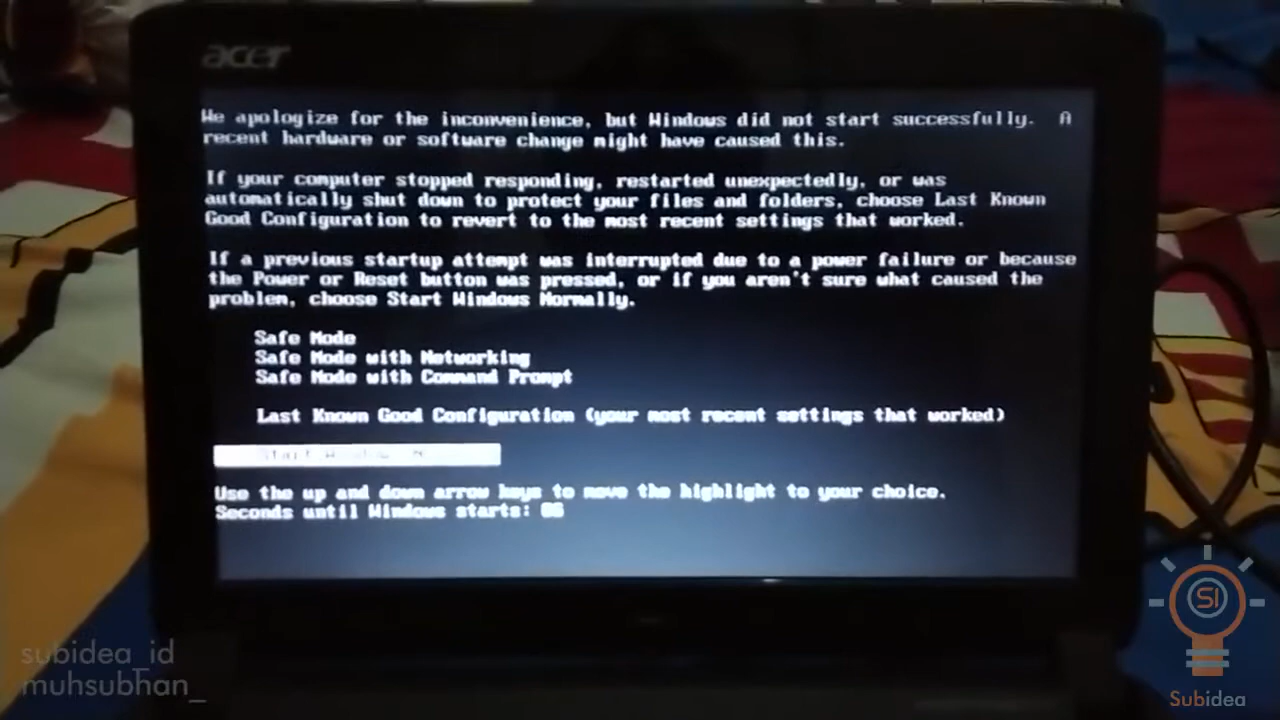 acer
We apologize for the inconvenience, but Windows did not start successfully. A
recent hardware or software change might have caused this.
If your computer stopped responding, restarted unexpectedly, or was
automatically shut down to protect your files and folders, choose Last Known
Good Configuration to revert to the most recent settings that worked.
If a previous startup attempt was interrupted due to a power failure or because
the Power or Reset button was pressed, or if you aren't sure what caused the
problem, choose Start Windows Normally.
Safe Mode
Safe Mode with Networking
Safe Mode with Command Prompt
Last Known Good Configuration (your most recent settings that worked)
Start
Use the up and down arrow keys to move the highlight to your choice.
Seconds until Windows starts:
SI
subidea_id
muhsubhan_
Subidea